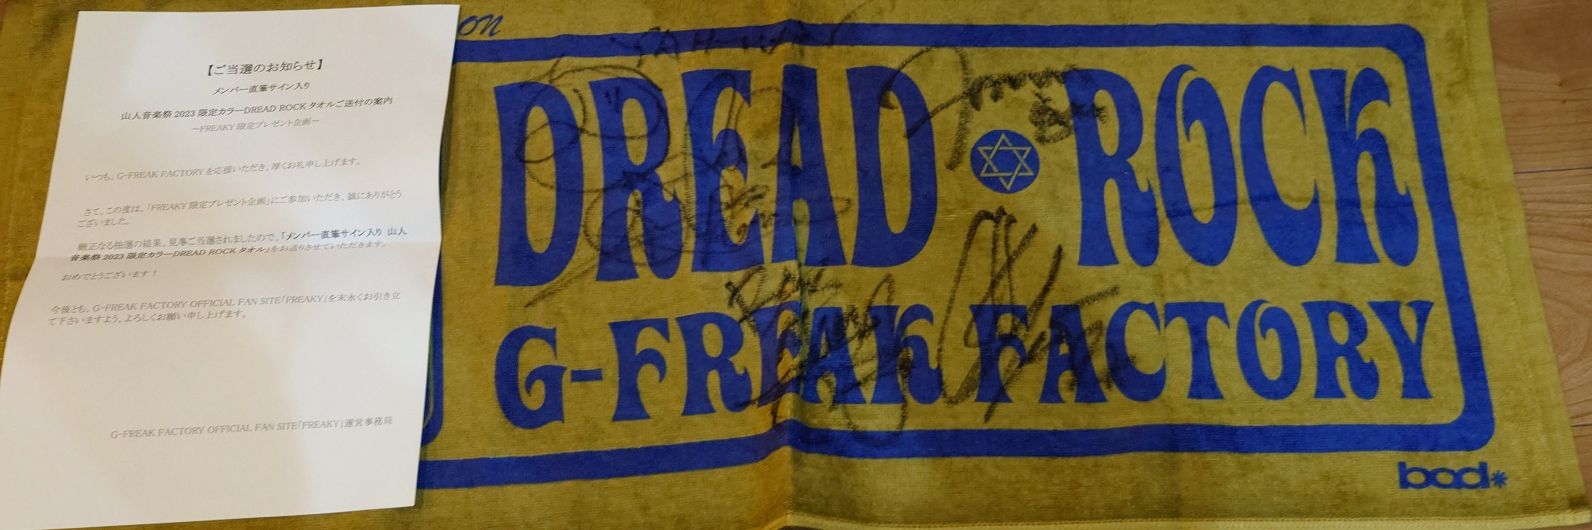 【ご当選のお知らせ】
メンバー直筆サイン入り
山人音楽祭 2023 限定カラーDREAD ROCK タオルご送付の案内
～FREAKY 限定プレゼント企画～
いつも、G-FREAK FACTORY を応援いただき、厚くお礼申し上げます。
さて、この度は、「FREAKY 限定プレゼント企画」にご参加いただき、誠にありがとう
ございました。
厳正なる抽選の結果、見事ご当選されましたので、「メンバー直筆サイン入り 山人
音楽祭 2023 限定カラーDREAD ROCK タオル」をお送りさせていただきます。
おめでとうございます！
今後とも、G-FREAK FACTORY OFFICIAL FAN SITE「FREAKY」を末永くお引き立
て下さいますよう、よろしくお願い申し上げます。
G-FREAK FACTORY OFFICIAL FAN SITE「FREAKY」運営事務局
on
DREAD ROCK
G-FREAK FACTORY
bad*